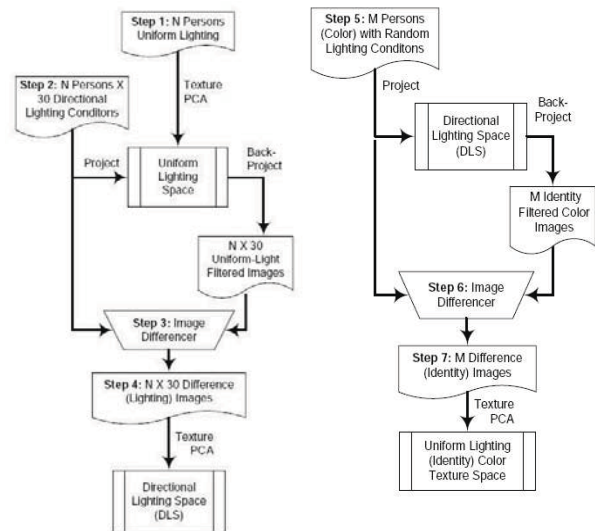 Step 1: N Persons
Uniform Lighting
Step 2: N Persons X
30 Directional
Lighting Conditons
Texture
PCA
Project
Uniform
Lighting
Space
Back-
Project
N X 30
Uniform-Light
Filtered Images
Step 3: Image
Differencer
Step 4: N X 30 Difference
(Lighting) Images
Texture
PCA
Directional
Lighting Space
(DLS)
Step 5: M Persons
(Color) with Random
Lighting Conditons
Project
Directional
Lighting Space
(DLS)
Back-
Project
M Identity
Filtered Color
Images
Step 6: Image
Differencer
Step 7: M Difference
(Identity) Images
Texture
PCA
Uniform Lighting
(Identity) Color
Texture Space